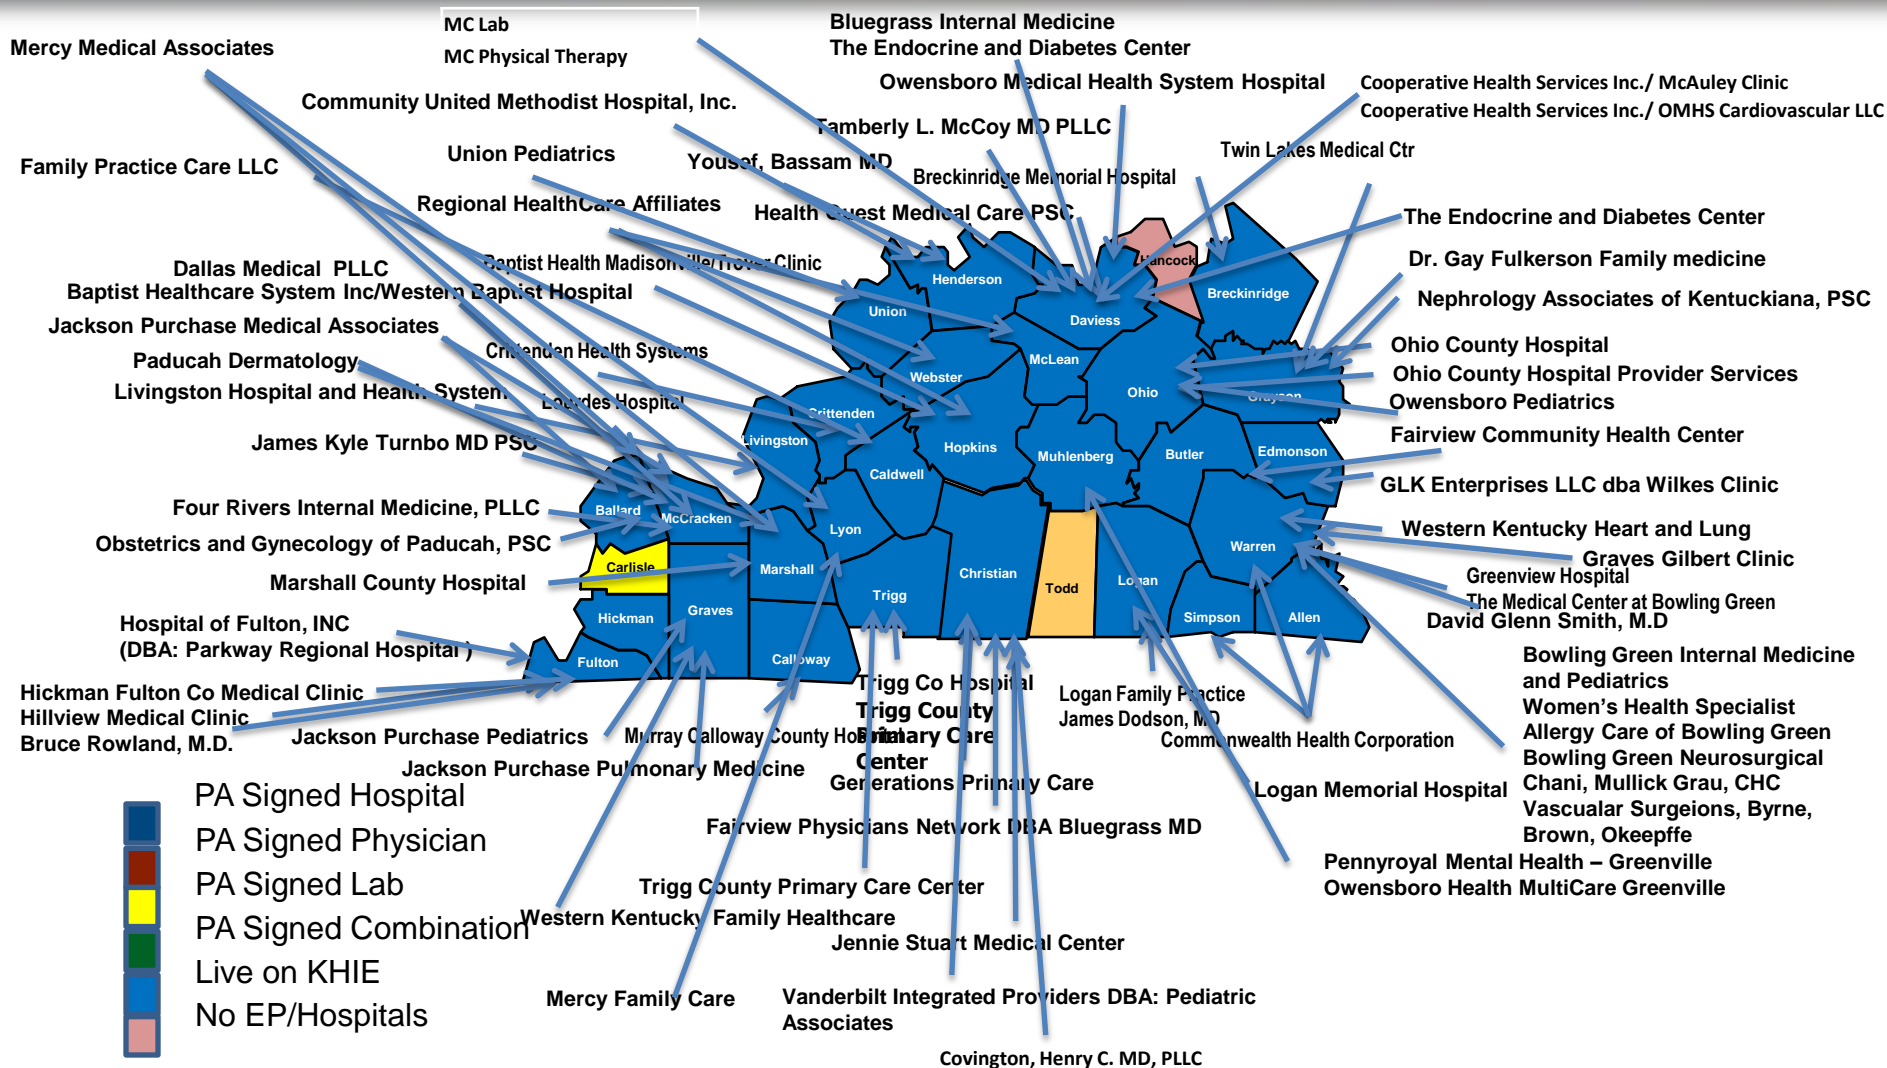 MC Lab
MC Physical Therapy
Bluegrass Internal Medicine
The Endocrine and Diabetes Center
Mercy Medical Associates
Owensboro Medical Health System Hospital
Cooperative Health Services Inc./ McAuley Clinic
Cooperative Health Services Inc./ OMHS Cardiovascular LLC
Community United Methodist Hospital, Inc.
Tamberly L. McCoy MD PLLC
Twin Lakes Medical Ctr
Union Pediatrics
Yousef, Bassam MD
Family Practice Care LLC
Breckinridge Memorial Hospital
Regional HealthCare Affiliates
Health Quest Medical Care PSC
The Endocrine and Diabetes Center
Baptist Health Madisonville/Trover Clinic
Dallas Medical PLLC
Dr. Gay Fulkerson Family medicine
Baptist Healthcare System Inc/Western Baptist Hospital
Nephrology Associates of Kentuckiana, PSC
Jackson Purchase Medical Associates
Ohio County Hospital
Crittenden Health Systems
Paducah Dermatology
Ohio County Hospital Provider Services
Livingston Hospital and Health System
Lourdes Hospital
Owensboro Pediatrics
James Kyle Turnbo MD PSC
Fairview Community Health Center
GLK Enterprises LLC dba Wilkes Clinic
Four Rivers Internal Medicine, PLLC
Western Kentucky Heart and Lung
Obstetrics and Gynecology of Paducah, PSC
Graves Gilbert Clinic
Marshall County Hospital
Greenview Hospital
The Medical Center at Bowling Green
David Glenn Smith, M.D
Hospital of Fulton, INC
(DBA: Parkway Regional Hospital )
Hancock
Henderson
Breckinridge
Union
Daviess
McLean
Webster
Ohio
Grayson
Crittenden
Livingston
Hopkins
Muhlenberg
Butler
Edmonson
Caldwell
Ballard
McCracken
Lyon
Warren
Carlisle
Marshall
Christian
Todd
Logan
Trigg
Hickman
Graves
Simpson
Allen
Fulton
Calloway
Hickman Fulton Co Medical Clinic
Hillview Medical Clinic
Bruce Rowland, M.D.
Jackson Purchase Pediatrics
Murray Calloway County Hospital
Jackson Purchase Pulmonary Medicine
Trigg Co Hospital
Trigg County
Primary Care
Center
Generations Primary Care
Logan Family Practice
James Dodson, MD
Commonwealth Health Corporation
Logan Memorial Hospital
Bowling Green Internal Medicine
and Pediatrics
Women’s Health Specialist
Allergy Care of Bowling Green
Bowling Green Neurosurgical
Chani, Mullick Grau, CHC
Vascualar Surgeions, Byrne,
Brown, Okeepffe
Fairview Physicians Network DBA Bluegrass MD
Pennyroyal Mental Health – Greenville
Owensboro Health MultiCare Greenville
Trigg County Primary Care Center
Western Kentucky Family Healthcare
Jennie Stuart Medical Center
Mercy Family Care
Vanderbilt Integrated Providers DBA: Pediatric
Associates
Covington, Henry C. MD, PLLC
PA Signed Hospital
PA Signed Physician
PA Signed Lab
PA Signed Combination
Live on KHIE
No EP/Hospitals